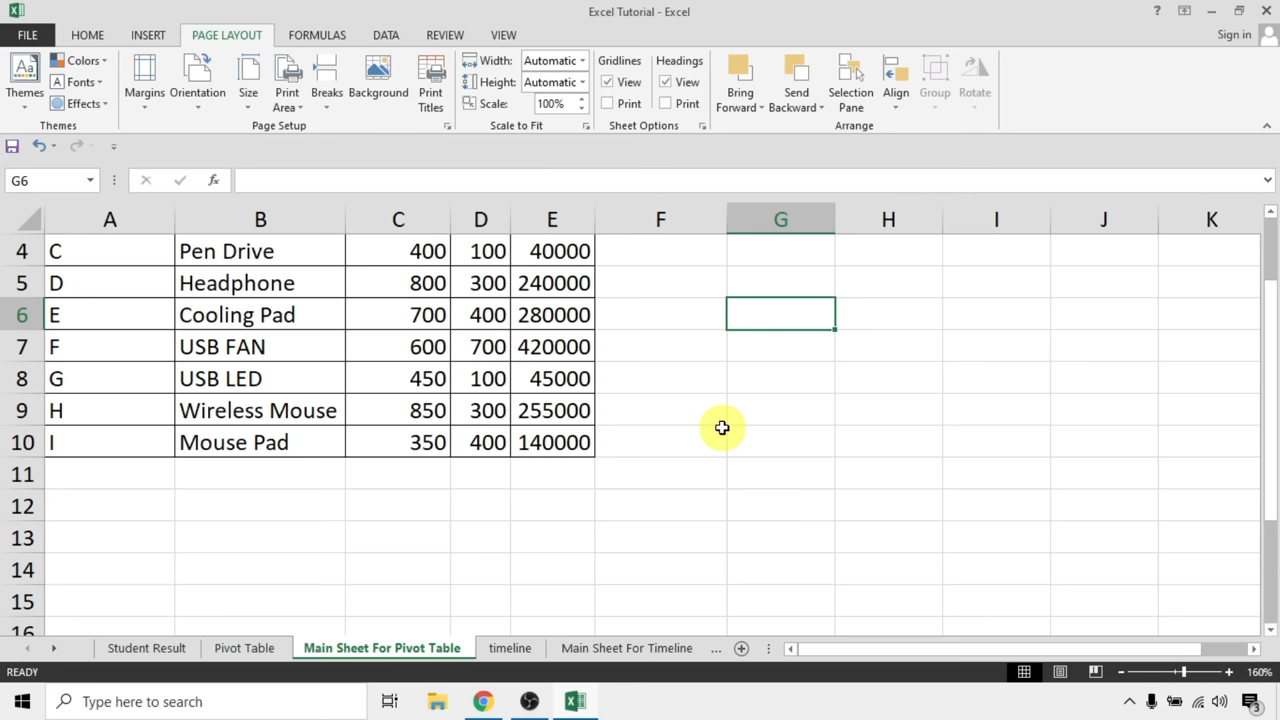 Excel Tutorial - Excel
?
FILE HOME INSERT PAGE LAYOUT FORMULAS DATA REVIEW VIEW Sign in
Themes Colors Fonts Effects
Margins Orientation Size Print Area Breaks Background Print Titles
Width: Automatic
Height: Automatic
Scale: 100%
Gridlines Headings
View View
Print Print
Bring Forward Send Backward Selection Pane Align Group Rotate
Themes Page Setup Scale to Fit Sheet Options Arrange
G6 fx
A B C D E F G H I J K
4 C Pen Drive 400 100 40000
5 D Headphone 800 300 240000
6 E Cooling Pad 700 400 280000
7 F USB FAN 600 700 420000
8 G USB LED 450 100 45000
9 H Wireless Mouse 850 300 255000
10 I Mouse Pad 350 400 140000
11
12
13
14
15
16
Student Result Pivot Table Main Sheet For Pivot Table timeline Main Sheet For Timeline ...
READY 160%
Type here to search 3